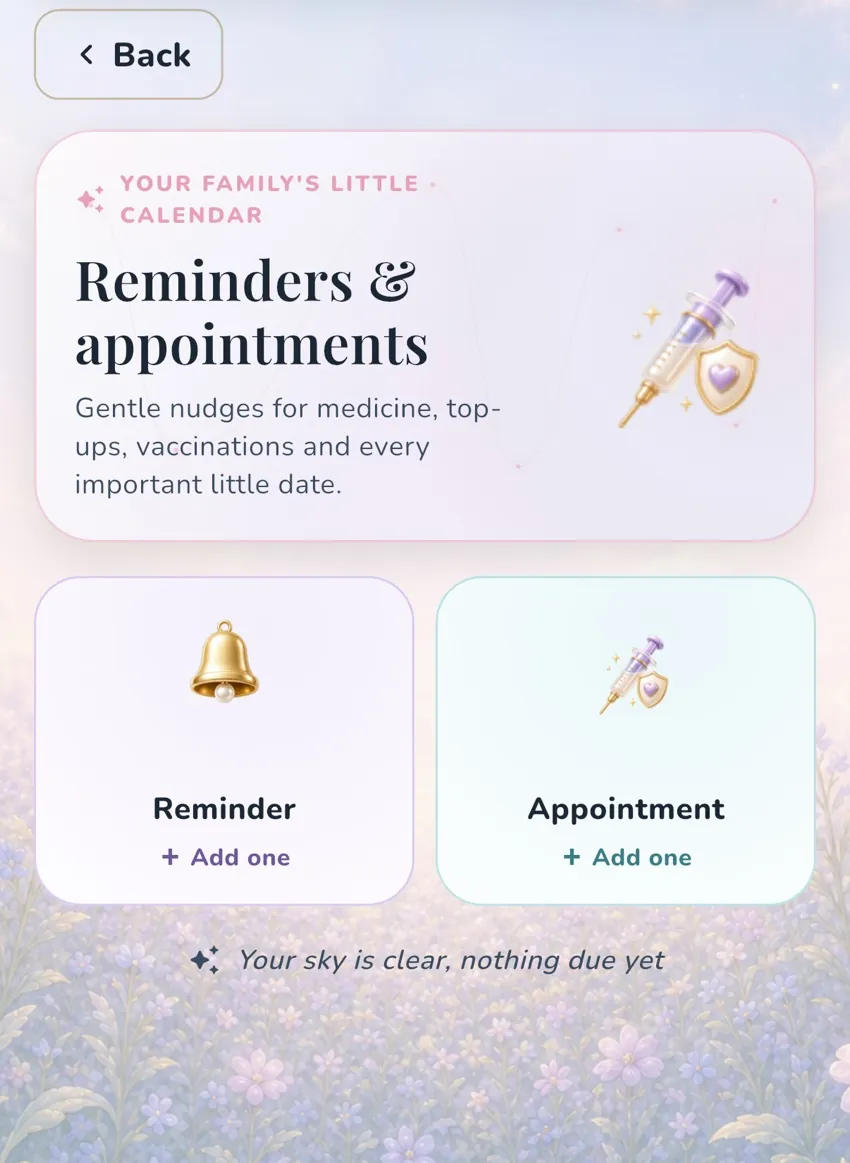 Back
YOUR FAMILY'S LITTLE
CALENDAR
Reminders &
appointments
Gentle nudges for medicine, top-
ups, vaccinations and every
important little date.
Reminder
+ Add one
Appointment
+ Add one
Your sky is clear, nothing due yet